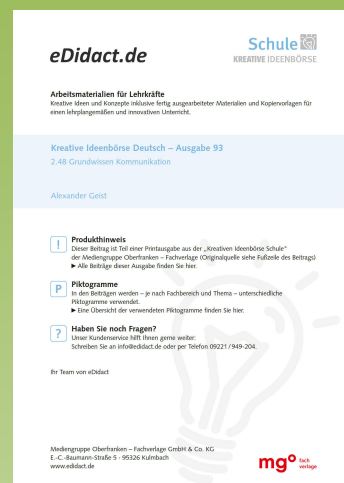 eDidact.de
Schule
KREATIVE IDEENBÖRSE
Arbeitsmaterialien für Lehrkräfte
Kreative Ideen und Konzepte inklusive fertig ausgearbeiteter Materialien und Kopiervorlagen für
einen lehrplangemäßen und innovativen Unterricht.
Kreative Ideenbörse Deutsch – Ausgabe 93
2.48 Grundwissen Kommunikation
Alexander Geist
!
Produkthinweis
Dieser Beitrag ist Teil einer Printausgabe aus der „Kreativen Ideenbörse Schule“
der Mediengruppe Oberfranken – Fachverlage (Originalquelle siehe Fußzeile des Beitrags)
► Alle Beiträge dieser Ausgabe finden Sie hier.
P
Piktogramme
In den Beiträgen werden – je nach Fachbereich und Thema – unterschiedliche
Piktogramme verwendet.
► Eine Übersicht der verwendeten Piktogramme finden Sie hier.
?
Haben Sie noch Fragen?
Unser Kundenservice hilft Ihnen gerne weiter:
Schreiben Sie an info@edidact.de oder per Telefon 09221/949-204.
Ihr Team von eDidact
Mediengruppe Oberfranken – Fachverlage GmbH & Co. KG
E.-C.-Baumann-Straße 5 · 95326 Kulmbach
www.edidact.de
mgo fach
verlage